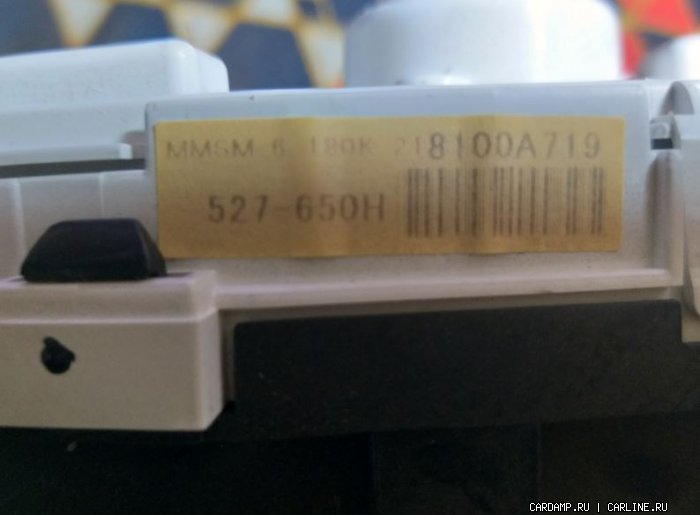 MMSM 6 180K 218100A719
527-650H
CARDAMP.RU | CARLINE.RU